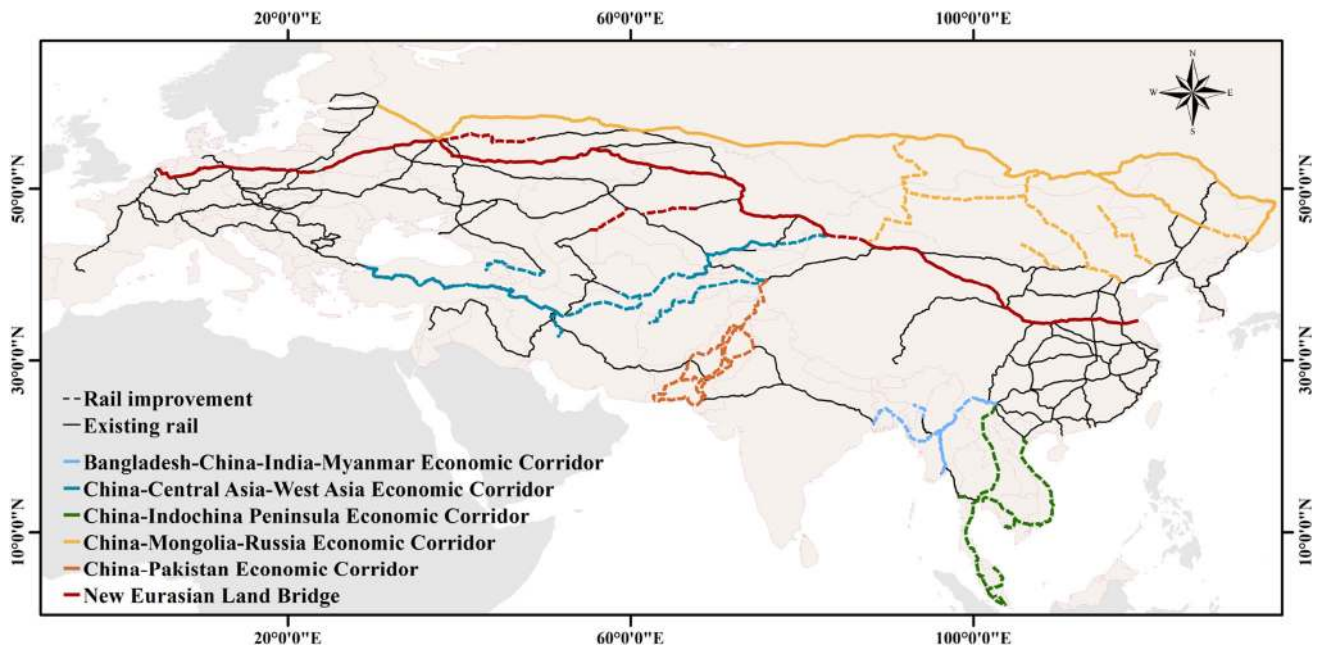 20°0'0"E 60°0'0"E 100°0'0"E
N
W E
S
50°0'0"N 50°0'0"N
30°0'0"N 30°0'0"N
10°0'0"N 10°0'0"N
Rail improvement
Existing rail
Bangladesh-China-India-Myanmar Economic Corridor
China-Central Asia-West Asia Economic Corridor
China-Indochina Peninsula Economic Corridor
China-Mongolia-Russia Economic Corridor
China-Pakistan Economic Corridor
New Eurasian Land Bridge
20°0'0"E 60°0'0"E 100°0'0"E